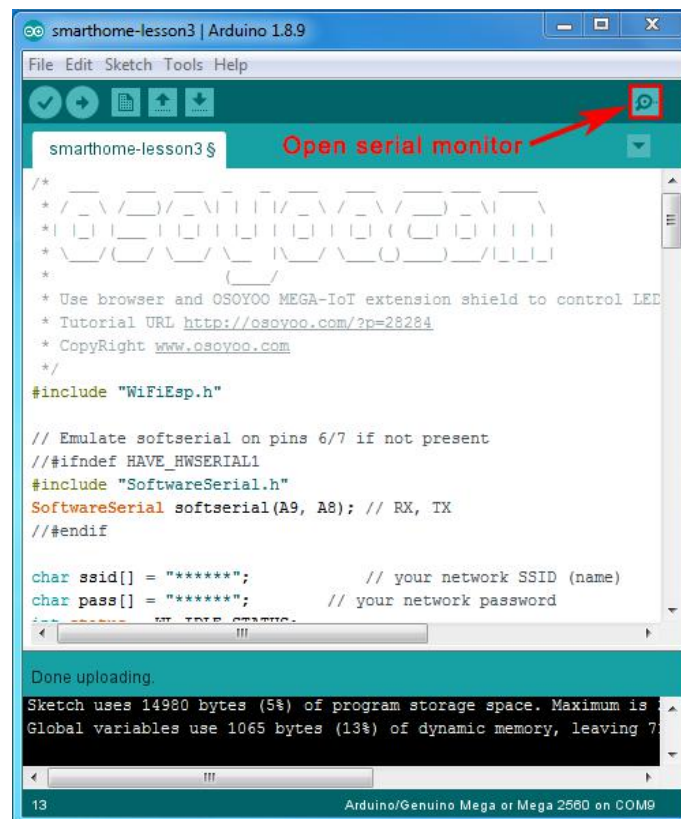 smarthome-lesson3 | Arduino 1.8.9
File Edit Sketch Tools Help
smarthome-lesson3 §
Open serial monitor
/*
* Use browser and OSOYOO MEGA-IoT extension shield to control LED
* Tutorial URL http://osoyoo.com/?p=28284
* CopyRight www.osoyoo.com
*/
#include "WiFiEsp.h"
// Emulate softserial on pins 6/7 if not present
//#ifndef HAVE_HWSERIAL1
#include "SoftwareSerial.h"
SoftwareSerial softserial(A9, A8); // RX, TX
//#endif
char ssid[] = "******"; // your network SSID (name)
char pass[] = "******"; // your network password
Done uploading.
Sketch uses 14980 bytes (5%) of program storage space. Maximum is
Global variables use 1065 bytes (13%) of dynamic memory, leaving 7
13
Arduino/Genuino Mega or Mega 2560 on COM9